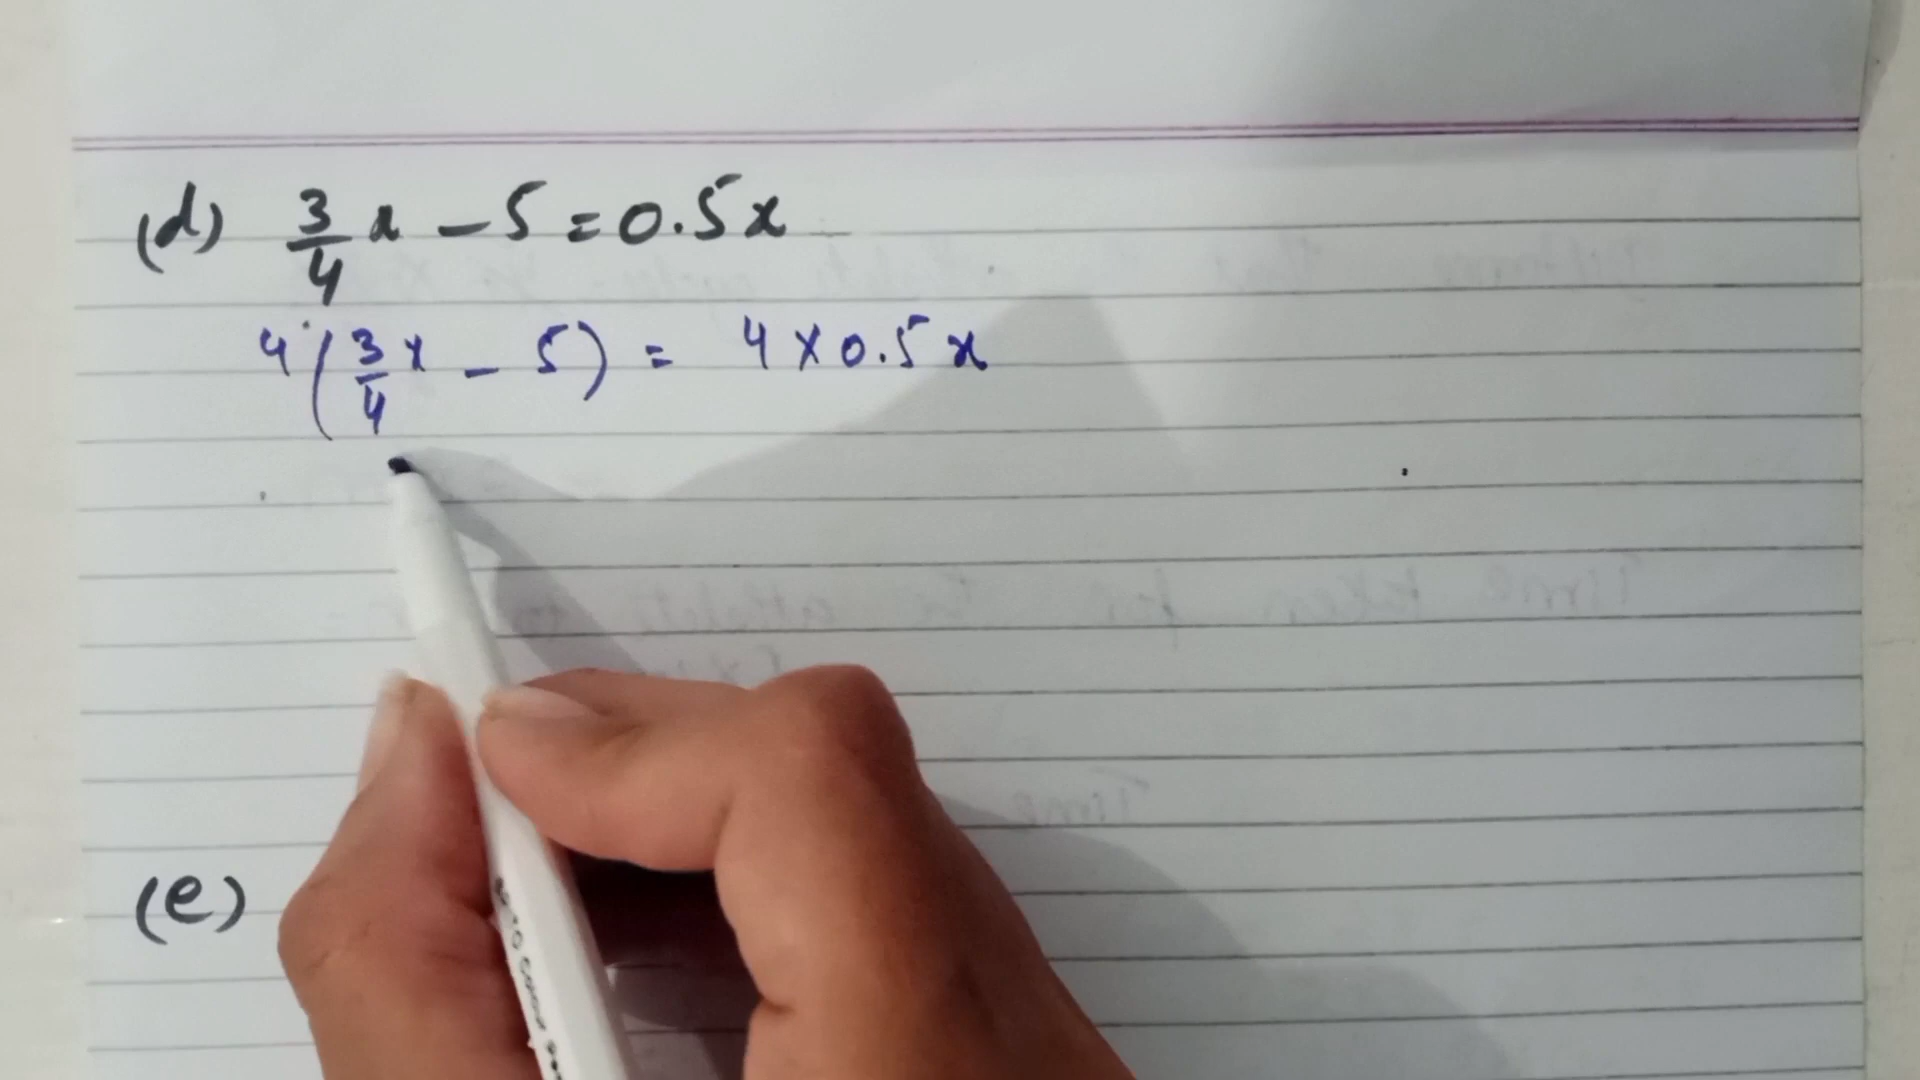 (d) 3/4 x - 5 = 0.5x
4(3/4 x - 5) = 4 × 0.5x
(e)